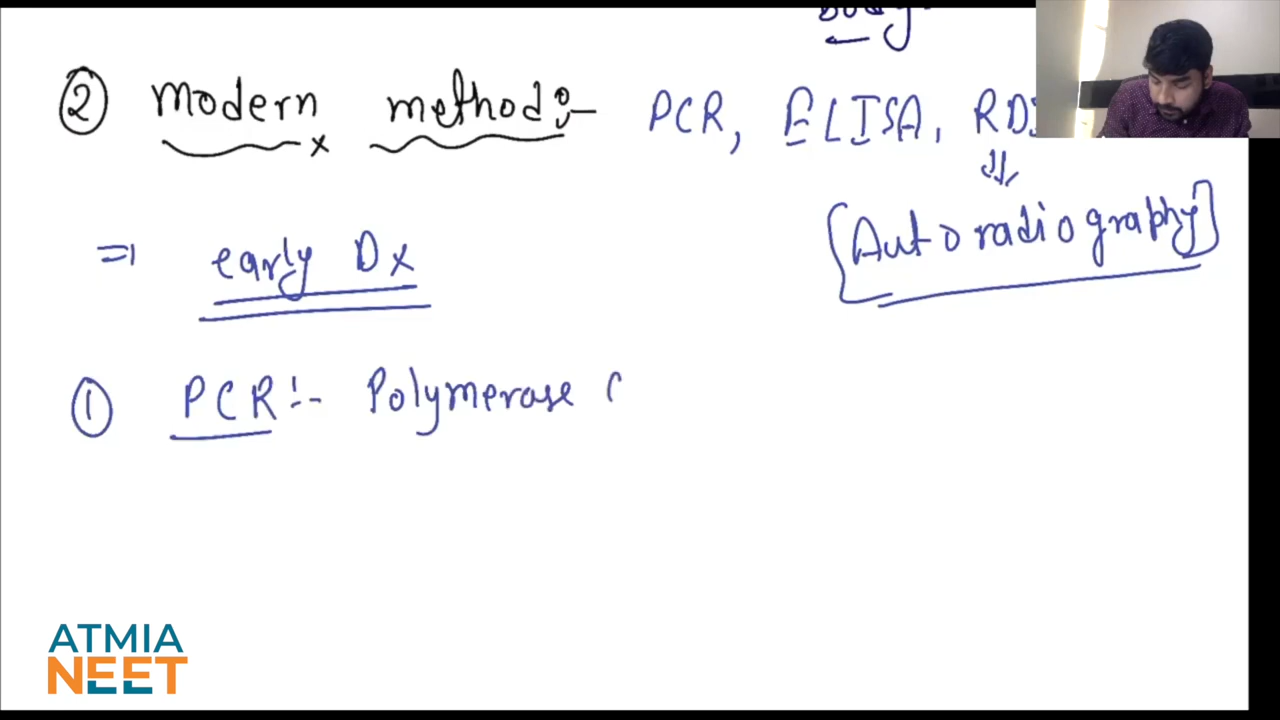 ② Modern method:- PCR, ELISA, RD
[Autoradiography]
⇒ early Dx
① PCR:- Polymerase C
ATMIA
NEET